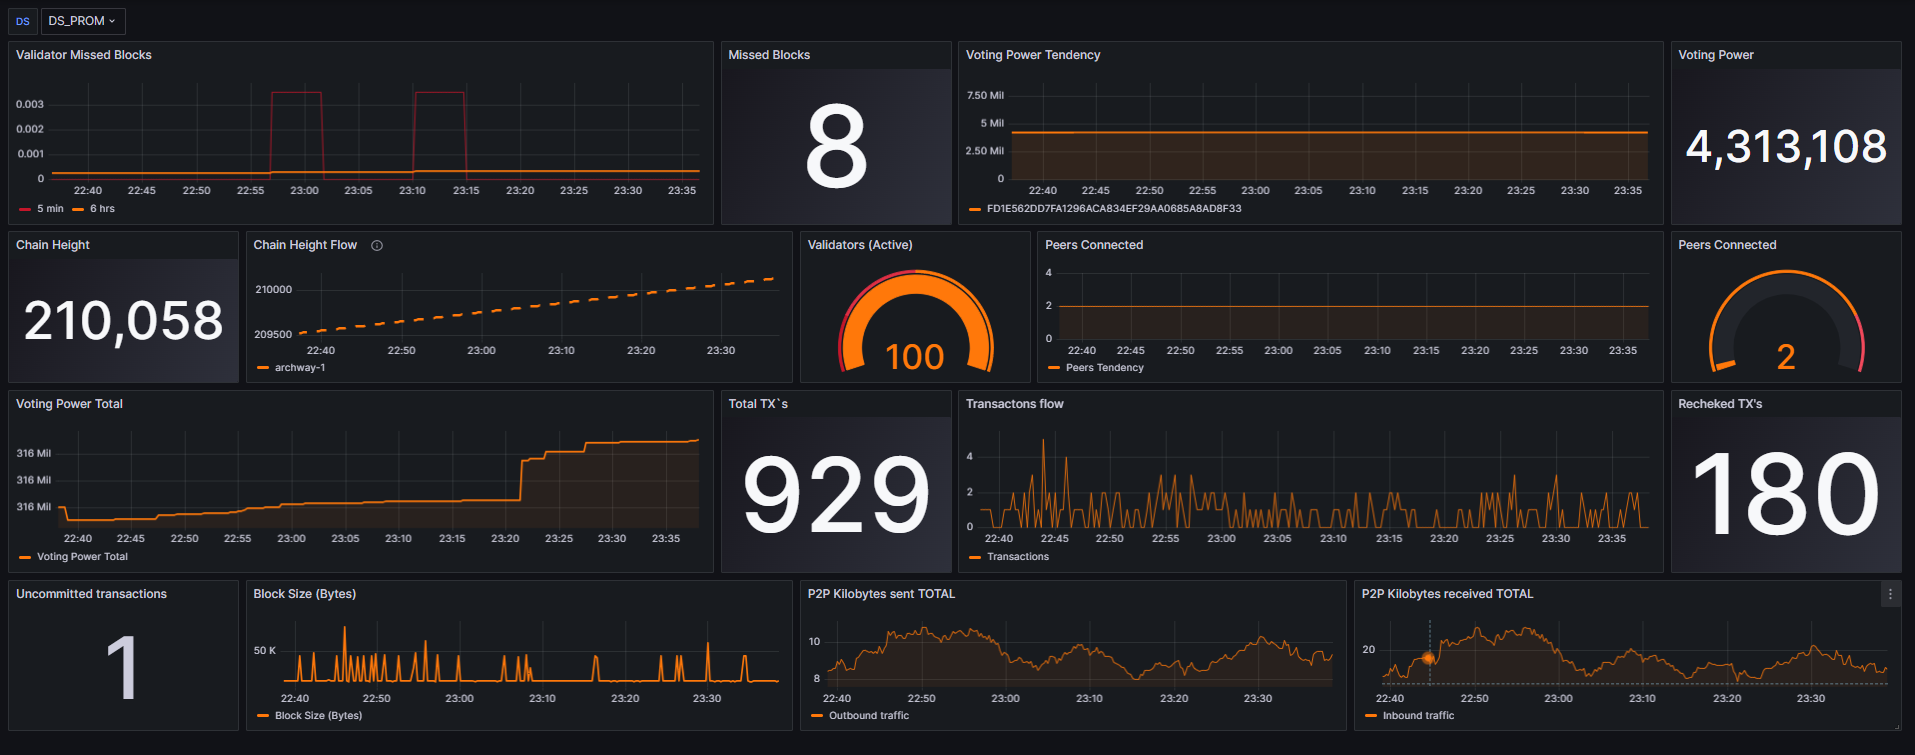 DS DS_PROM
Validator Missed Blocks
0.003
0.002
0.001
0
22:40 22:45 22:50 22:55 23:00 23:05 23:10 23:15 23:20 23:25 23:30 23:35
5 min 6 hrs
Missed Blocks
8
Voting Power Tendency
7.50 Mil
5 Mil
2.50 Mil
0
22:40 22:45 22:50 22:55 23:00 23:05 23:10 23:15 23:20 23:25 23:30 23:35
FD1E562DD7FA1296ACA834EF29AA0685A8AD8F33
Voting Power
4,313,108
Chain Height
210,058
Chain Height Flow
210000
209500
22:40 22:50 23:00 23:10 23:20 23:30
archway-1
Validators (Active)
100
Peers Connected
4
2
0
22:40 22:45 22:50 22:55 23:00 23:05 23:10 23:15 23:20 23:25 23:30 23:35
Peers Tendency
Peers Connected
2
Voting Power Total
316 Mil
316 Mil
316 Mil
22:40 22:45 22:50 22:55 23:00 23:05 23:10 23:15 23:20 23:25 23:30 23:35
Voting Power Total
Total TX`s
929
Transactons flow
4
2
0
22:40 22:45 22:50 22:55 23:00 23:05 23:10 23:15 23:20 23:25 23:30 23:35
Transactions
Recheked TX's
180
Uncommitted transactions
1
Block Size (Bytes)
50 K
22:40 22:50 23:00 23:10 23:20 23:30
Block Size (Bytes)
P2P Kilobytes sent TOTAL
10
8
22:40 22:50 23:00 23:10 23:20 23:30
Outbound traffic
P2P Kilobytes received TOTAL
20
22:40 22:50 23:00 23:10 23:20 23:30
Inbound traffic